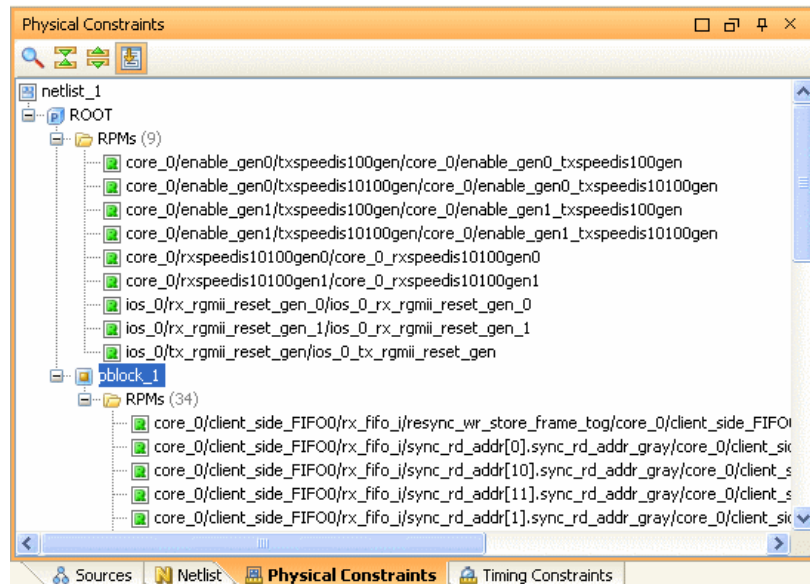 Physical Constraints
netlist_1
ROOT
RPMs (9)
core_0/enable_gen0/txspeedis100gen/core_0/enable_gen0_txspeedis100gen
core_0/enable_gen0/txspeedis10100gen/core_0/enable_gen0_txspeedis10100gen
core_0/enable_gen1/txspeedis100gen/core_0/enable_gen1_txspeedis100gen
core_0/enable_gen1/txspeedis10100gen/core_0/enable_gen1_txspeedis10100gen
core_0/rxspeedis10100gen0/core_0_rxspeedis10100gen0
core_0/rxspeedis10100gen1/core_0_rxspeedis10100gen1
ios_0/rx_rgmii_reset_gen_0/ios_0_rx_rgmii_reset_gen_0
ios_0/rx_rgmii_reset_gen_1/ios_0_rx_rgmii_reset_gen_1
ios_0/tx_rgmii_reset_gen/ios_0_tx_rgmii_reset_gen
pblock_1
RPMs (34)
core_0/client_side_FIFO0/rx_fifo_i/resync_wr_store_frame_tog/core_0/client_side_FIFO
core_0/client_side_FIFO0/rx_fifo_i/sync_rd_addr[0].sync_rd_addr_gray/core_0/client_si
core_0/client_side_FIFO0/rx_fifo_i/sync_rd_addr[10].sync_rd_addr_gray/core_0/client_s
core_0/client_side_FIFO0/rx_fifo_i/sync_rd_addr[11].sync_rd_addr_gray/core_0/client_s
core_0/client_side_FIFO0/rx_fifo_i/sync_rd_addr[1].sync_rd_addr_gray/core_0/client_si
Sources Netlist Physical Constraints Timing Constraints